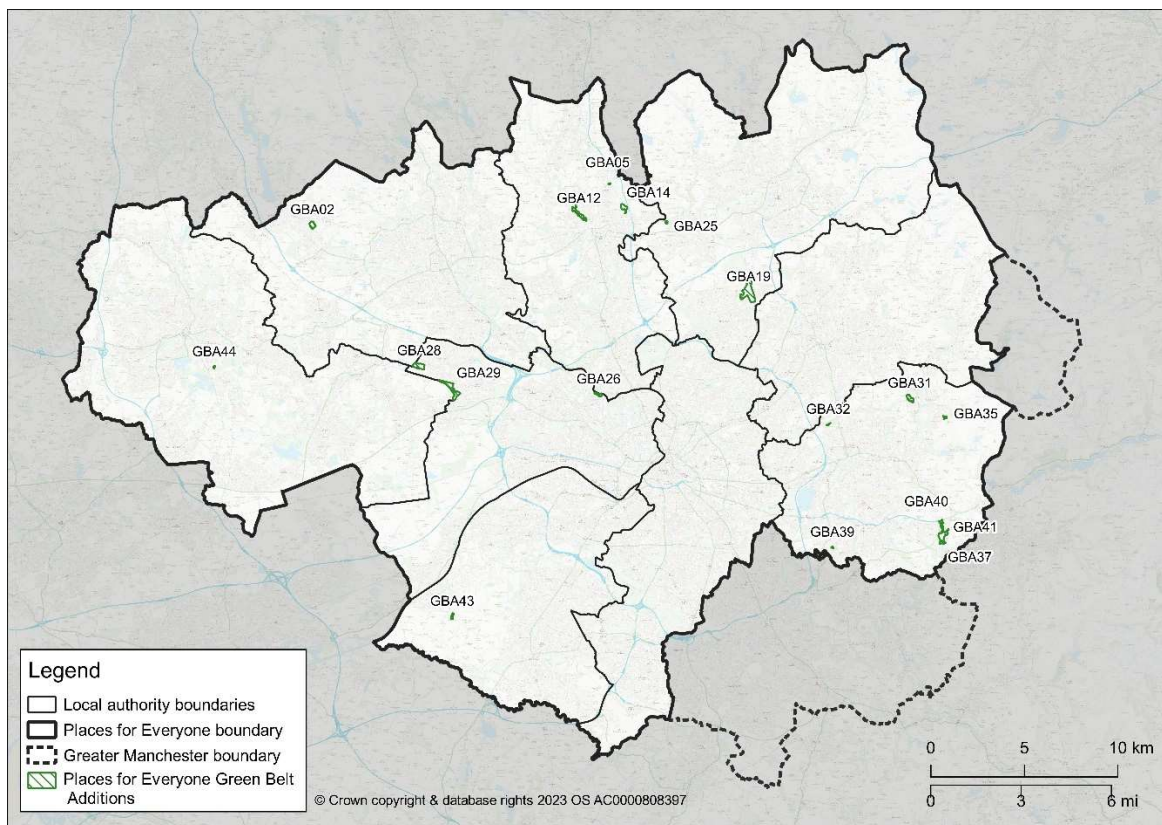 GBA05
GBA12
GBA14
GBA02
GBA25
GBA19
GBA44
GBA28
GBA29
GBA26
GBA31
GBA32
GBA35
GBA40
GBA39
GBA41
GBA37
GBA43
Legend
Local authority boundaries
Places for Everyone boundary
Greater Manchester boundary
Places for Everyone Green Belt
Additions
© Crown copyright & database rights 2023 OS AC0000808397
0 5 10 km
0 3 6 mi